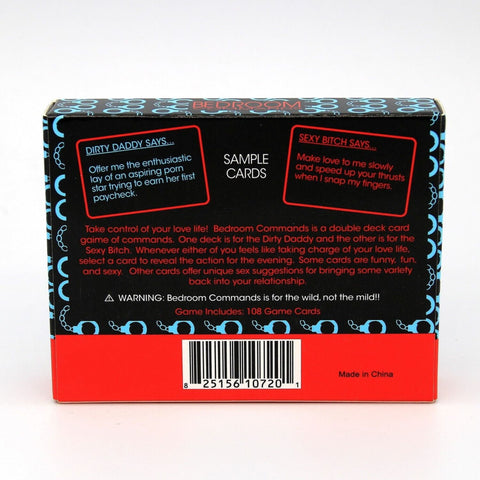 BEDROOM
DIRTY DADDY SAYS...
Offer me the enthusiastic
lay of an aspiring porn
star trying to earn her first
paycheck.
SAMPLE
CARDS
SEXY BITCH SAYS...
Make love to me slowly
and speed up your thrusts
when I snap my fingers.
Take control of your love life! Bedroom Commands is a double deck card
gaime of commands. One deck is for the Dirty Daddy and the other is for the
Sexy Bitch. Whenever either of you feels like taking charge of your love life,
select a card to reveal the action for the evening. Some cards are funny, fun,
and sexy. Other cards offer unique sex suggestions for bringing some variety
back into your relationship.
⚠ WARNING: Bedroom Commands is for the wild, not the mild!!
Game Includes: 108 Game Cards
8 25156 10720 1
Made in China